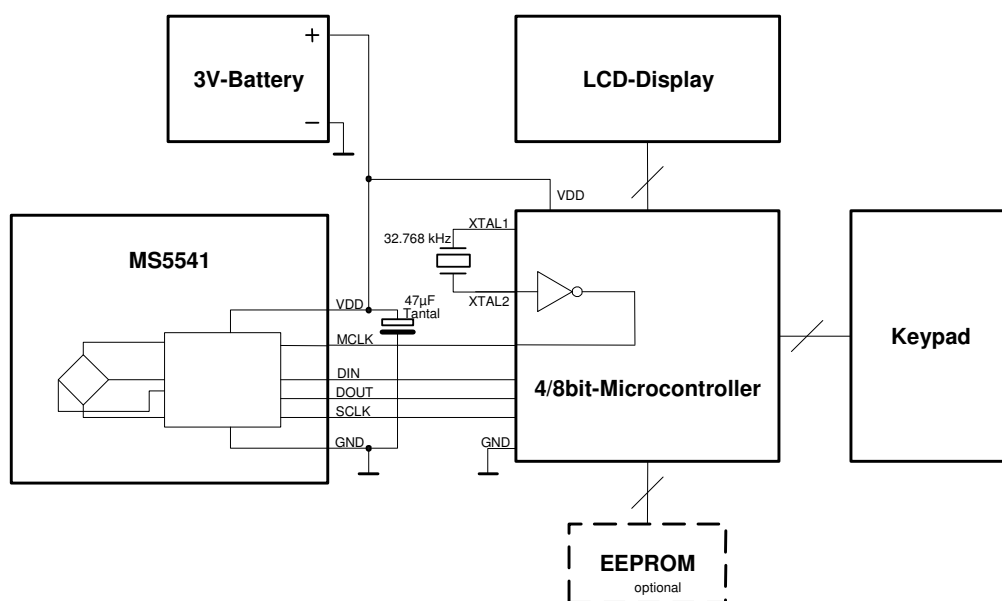 +
3V-Battery
−
LCD-Display
VDD
MS5541
XTAL1
32.768 kHz
XTAL2
VDD
47µF
Tantal
MCLK
DIN
DOUT
SCLK
GND
4/8bit-Microcontroller
GND
Keypad
EEPROM
optional